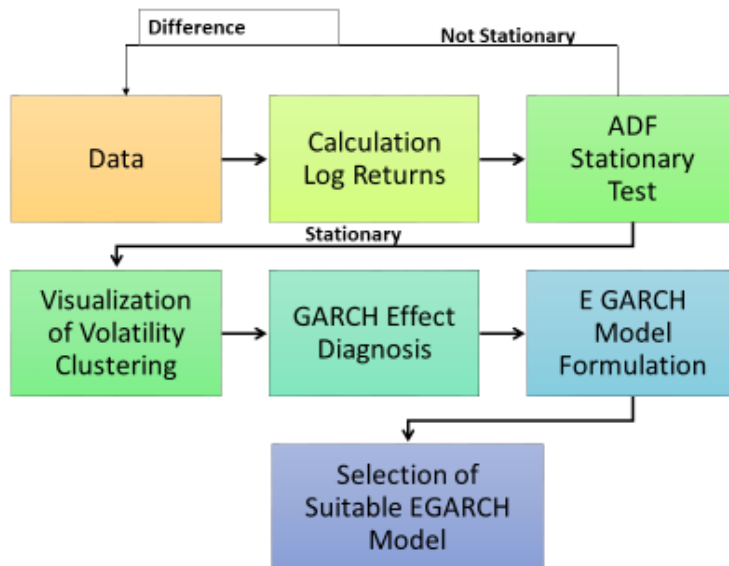 Difference
Not Stationary
Data
Calculation
Log Returns
ADF
Stationary
Test
Stationary
Visualization
of Volatility
Clustering
GARCH Effect
Diagnosis
E GARCH
Model
Formulation
Selection of
Suitable EGARCH
Model